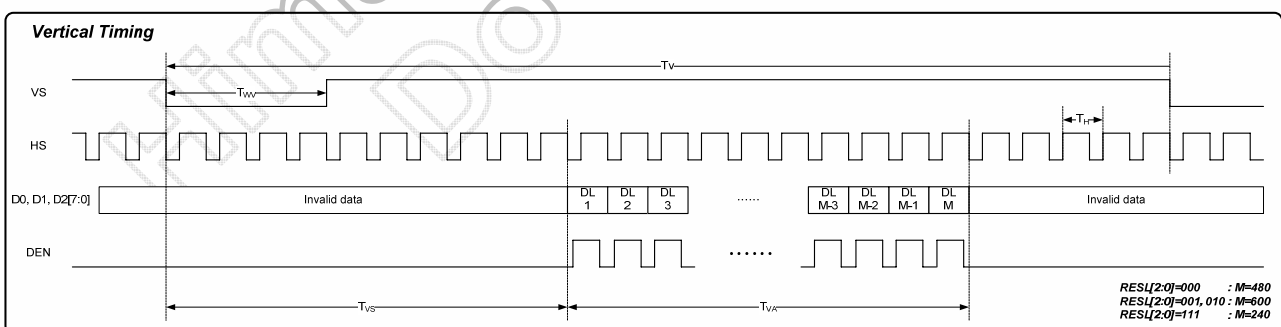 Vertical Timing
Tv
VS
TWV
TH
HS
D0, D1, D2[7:0]
Invalid data
DL 1
DL 2
DL 3
......
DL M-3
DL M-2
DL M-1
DL M
Invalid data
DEN
......
TVS
TVA
RESL[2:0]=000 : M=480
RESL[2:0]=001, 010 : M=600
RESL[2:0]=111 : M=240